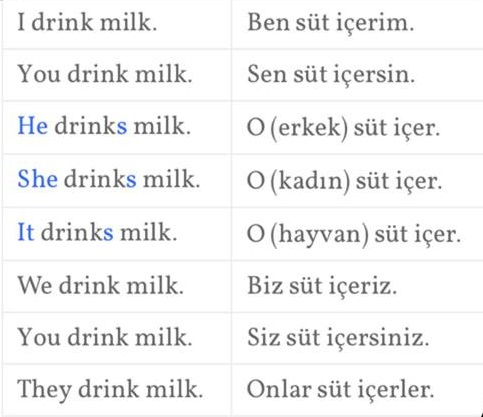 I drink milk. Ben süt içerim.
You drink milk. Sen süt içersin.
He drinks milk. O (erkek) süt içer.
She drinks milk. O (kadın) süt içer.
It drinks milk. O (hayvan) süt içer.
We drink milk. Biz süt içeriz.
You drink milk. Siz süt içersiniz.
They drink milk. Onlar süt içerler.